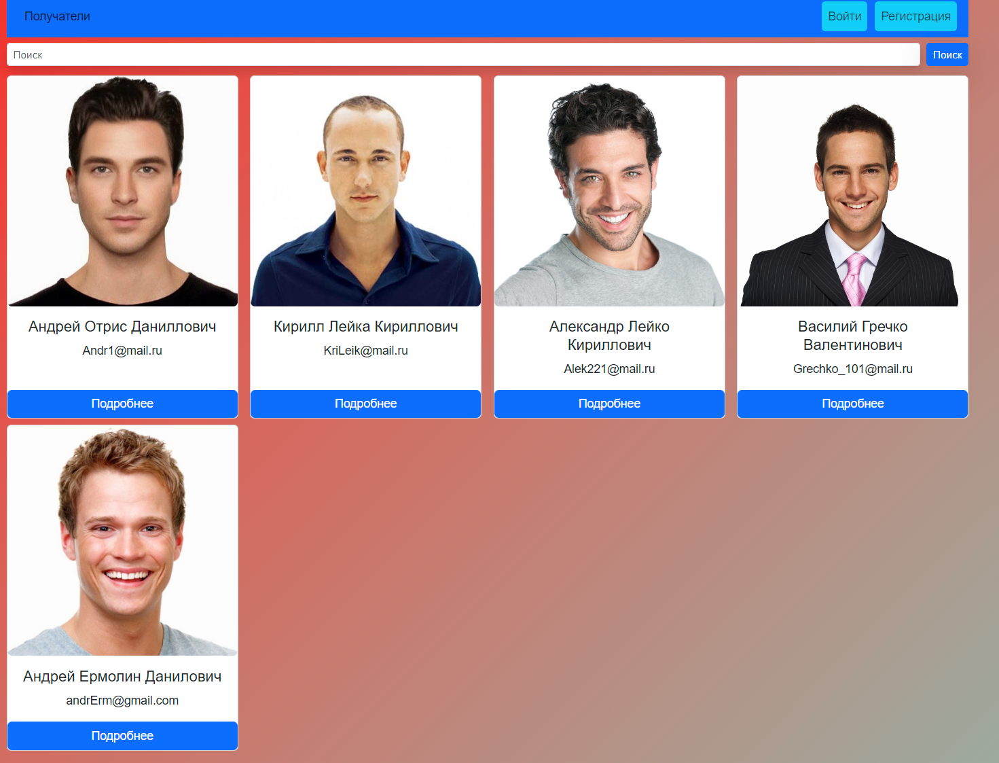 Получатели
Войти
Регистрация
Поиск
Поиск
Андрей Отрис Даниллович
Andr1@mail.ru
Подробнее
Кирилл Лейка Кириллович
KriLeik@mail.ru
Подробнее
Александр Лейко
Кириллович
Alek221@mail.ru
Подробнее
Василий Гречко
Валентинович
Grechko_101@mail.ru
Подробнее
Андрей Ермолин Данилович
andrErm@gmail.com
Подробнее